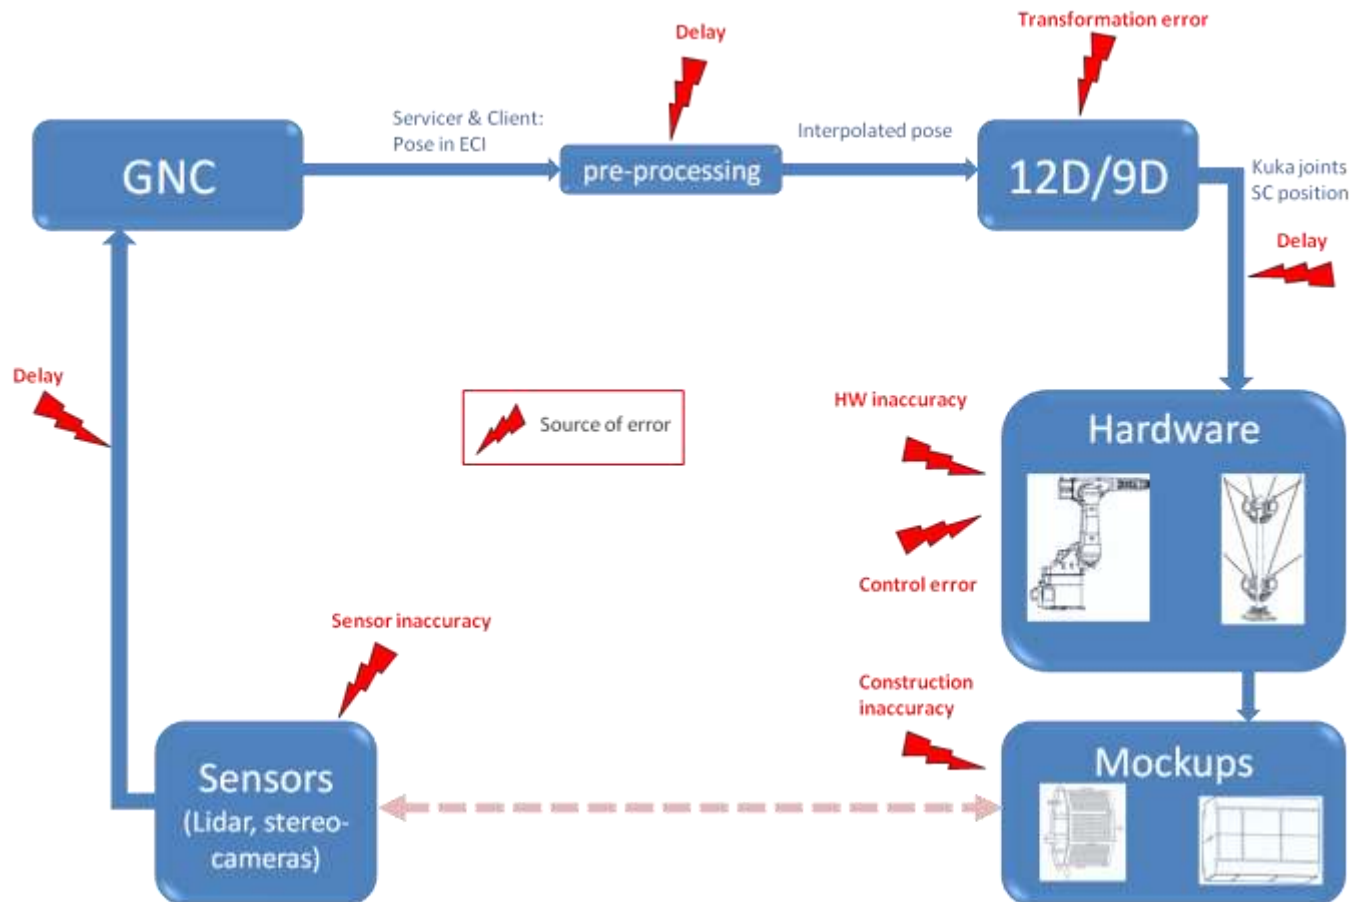 Transformation error
Delay
Servicer & Client:
Pose in ECI
Interpolated pose
GNC
pre-processing
12D/9D
Kuka joints
SC position
Delay
Delay
Source of error
HW inaccuracy
Hardware
Control error
Sensor inaccuracy
Construction
inaccuracy
Sensors
(Lidar, stereo-
cameras)
Mockups